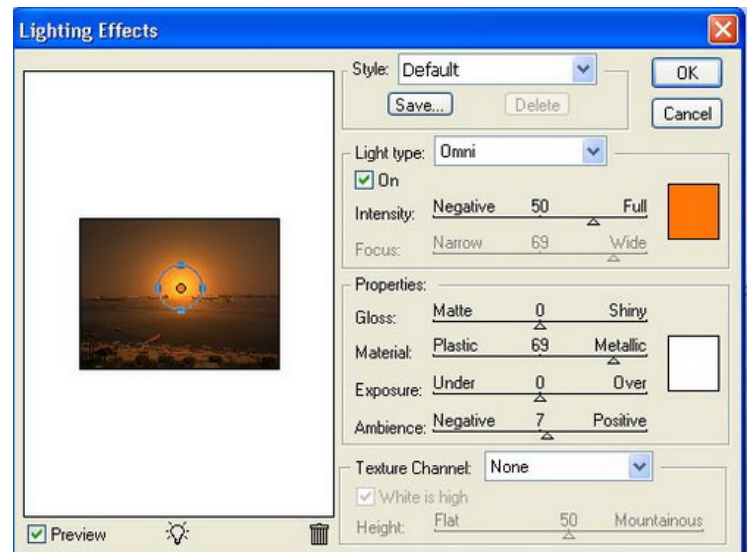 Lighting Effects
Style: Default
OK
Save...
Delete
Cancel
Light type: Omni
On
Intensity: Negative 50 Full
Focus: Narrow 69 Wide
Properties:
Gloss: Matte 0 Shiny
Material: Plastic 69 Metallic
Exposure: Under 0 Over
Ambience: Negative 7 Positive
Texture Channel: None
White is high
Height: Flat 50 Mountainous
Preview